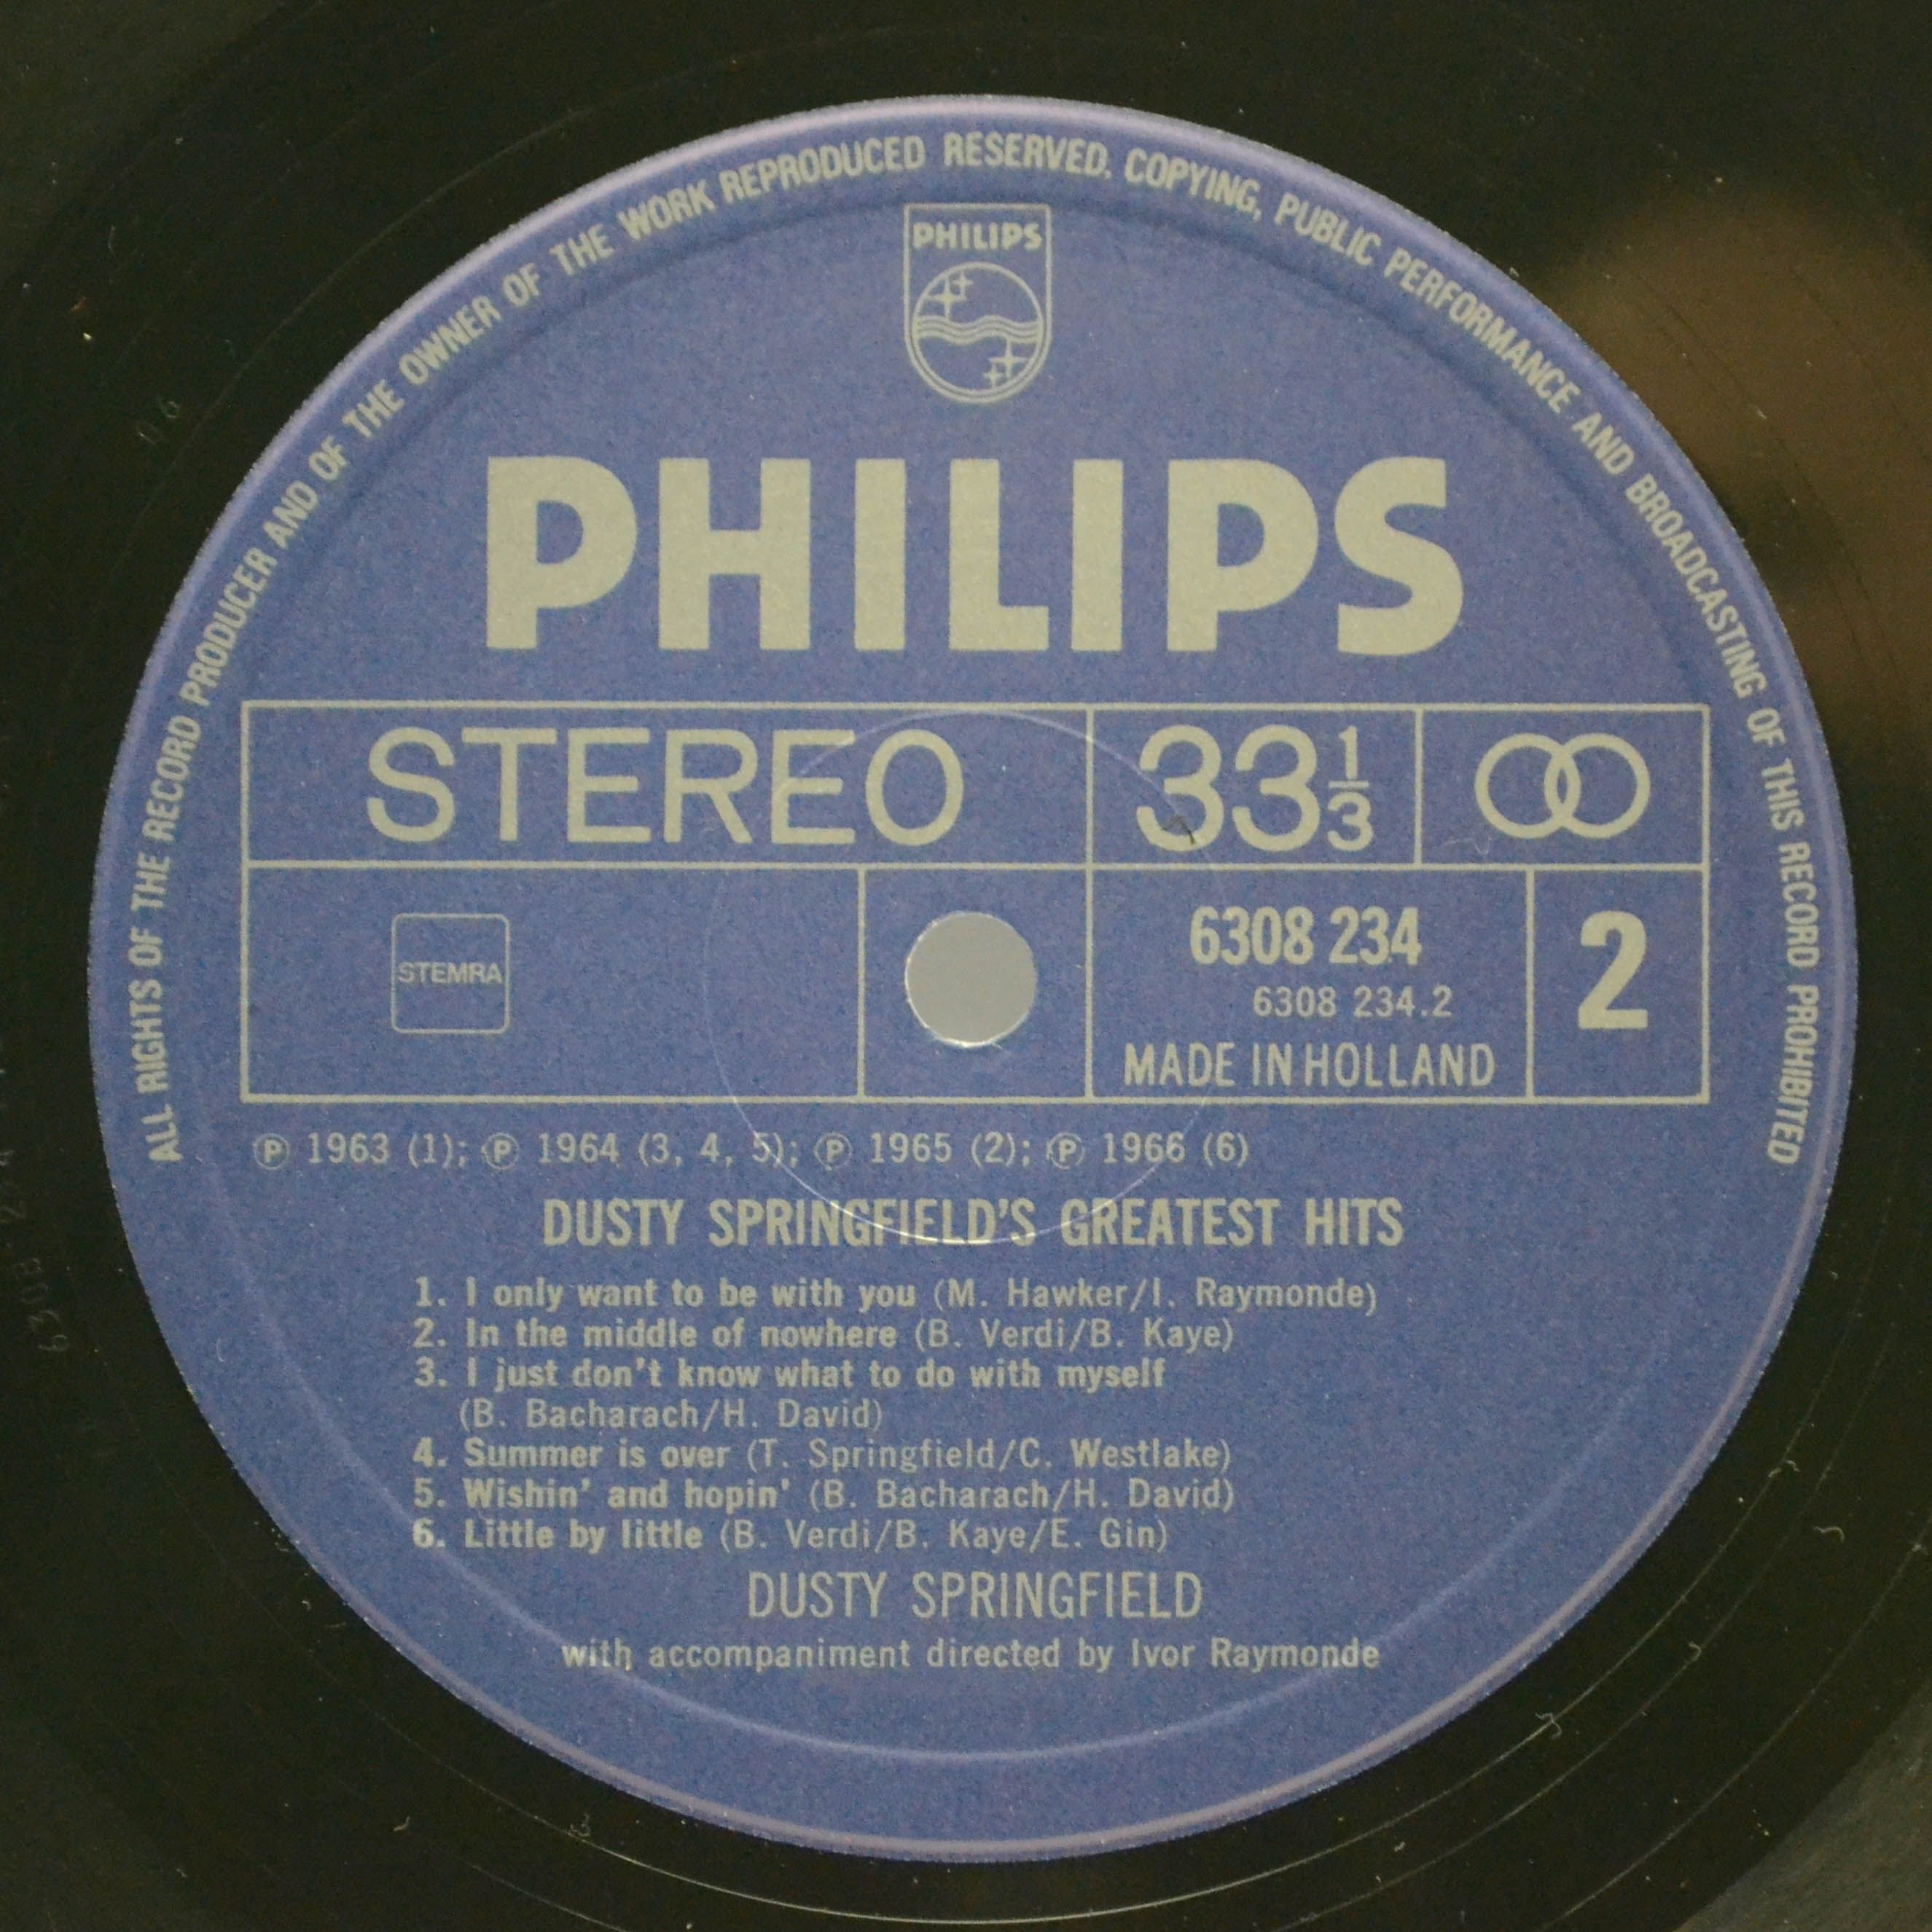 ALL RIGHTS OF THE RECORD PRODUCER AND OF THE OWNER OF THE WORK REPRODUCED RESERVED. COPYING, PUBLIC PERFORMANCE AND BROADCASTING OF THIS RECORD PROHIBITED
PHILIPS
PHILIPS
STEREO 33 1/3
STEMRA
6308 234 2
6308 234.2
MADE IN HOLLAND
Ⓟ 1963 (1); Ⓟ 1964 (3, 4, 5); Ⓟ 1965 (2); Ⓟ 1966 (6)
DUSTY SPRINGFIELD'S GREATEST HITS
1. I only want to be with you (M. Hawker/I. Raymonde)
2. In the middle of nowhere (B. Verdi/B. Kaye)
3. I just don't know what to do with myself
(B. Bacharach/H. David)
4. Summer is over (T. Springfield/C. Westlake)
5. Wishin' and hopin' (B. Bacharach/H. David)
6. Little by little (B. Verdi/B. Kaye/E. Gin)
DUSTY SPRINGFIELD
with accompaniment directed by Ivor Raymonde